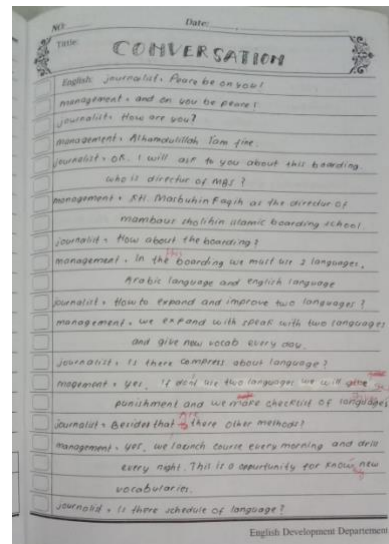 NO:
Date:
Title:
CONVERSATION
English: journalist : Peace be on you!
management : and on you be peace!
journalist : How are you?
management : Alhamdulillah I am fine.
journalist : OK. I will ask to you about this boarding.
who is directur of MBS ?
management : KH. Masbuhin Faqih as the directur of
mambaus sholihin islamic boarding school
journalist : How about the boarding?
management : In the this boarding we must use 2 languages,
Arabic language and english language
journalist : How to expand and improve two languages ?
management : we expand with speak with two languages
and give new vocab every day.
journalist : Is there compress about language?
megement : yes, if dont use two languages we will give
punishment and we make checklist of languages
journalist : Besides that there other methods?
management : yes, we launch course every morning and drill
every night. This is a oppurtunity for know new
vocabularies.
journalist : Is there schedule of language?
English Development Departement